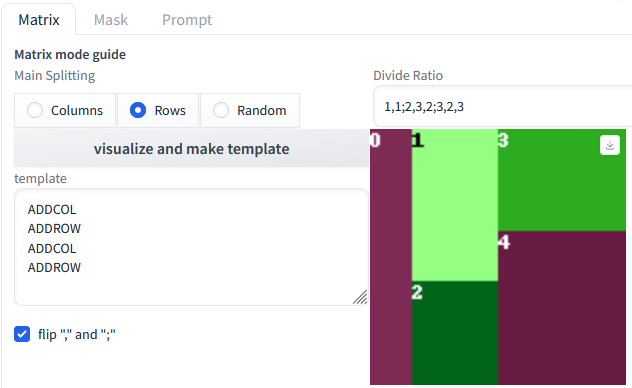 Matrix Mask Prompt
Matrix mode guide
Main Splitting
Columns Rows Random
Divide Ratio
1,1;2,3,2;3,2,3
visualize and make template
template
ADDCOL
ADDROW
ADDCOL
ADDROW
flip "," and ";"
0 1 3
4
2